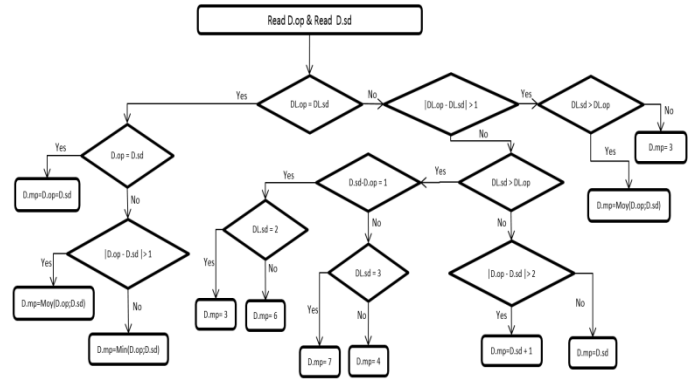 Read D.op & Read D.sd
Yes
DL.op = DL.sd
No
|DL.op - DL.sd| > 1
Yes
DL.sd > DL.op
No
D.mp= 3
Yes
D.mp=Moy(D.op;D.sd)
No
Yes
D.op = D.sd
D.mp=D.op=D.sd
No
|D.op - D.sd | > 1
Yes
D.mp=Moy(D.op;D.sd)
No
D.mp=Min(D.op;D.sd)
DL.sd > DL.op
Yes
D.sd-D.op = 1
Yes
DL.sd = 2
Yes
D.mp= 3
No
D.mp= 6
No
DL.sd = 3
Yes
D.mp= 7
No
D.mp= 4
No
|D.op - D.sd | > 2
Yes
D.mp=D.sd + 1
No
D.mp=D.sd